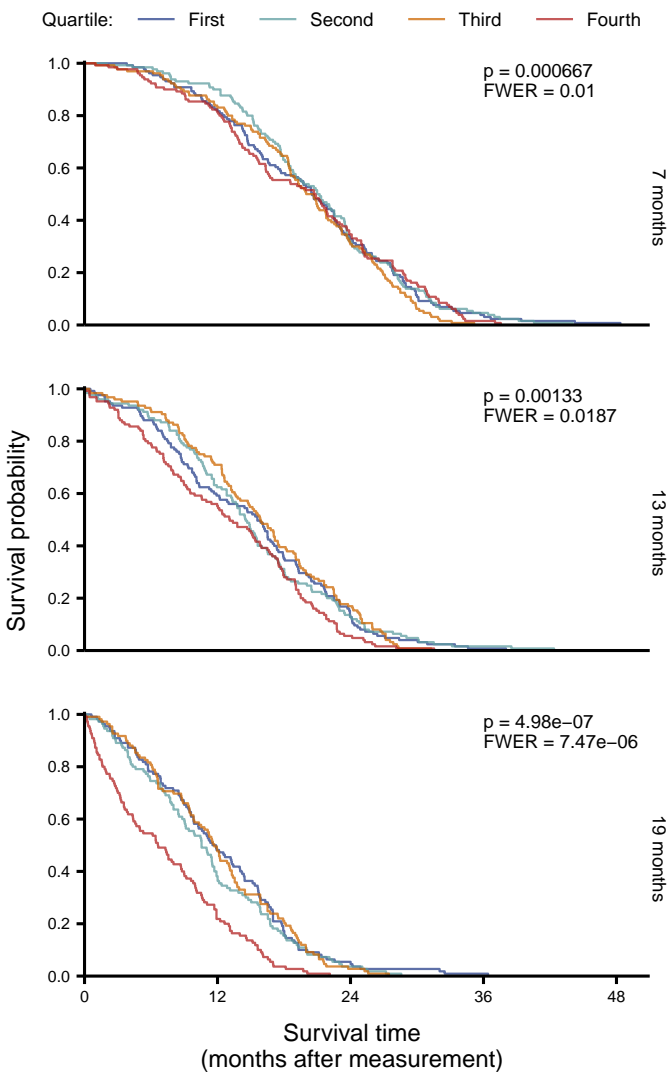 Quartile: First Second Third Fourth
p = 0.000667
FWER = 0.01
1.0
0.8
0.6
0.4
0.2
0.0
7 months
p = 0.00133
FWER = 0.0187
1.0
0.8
0.6
0.4
0.2
0.0
13 months
Survival probability
p = 4.98e−07
FWER = 7.47e−06
1.0
0.8
0.6
0.4
0.2
0.0
19 months
0 12 24 36 48
Survival time
(months after measurement)